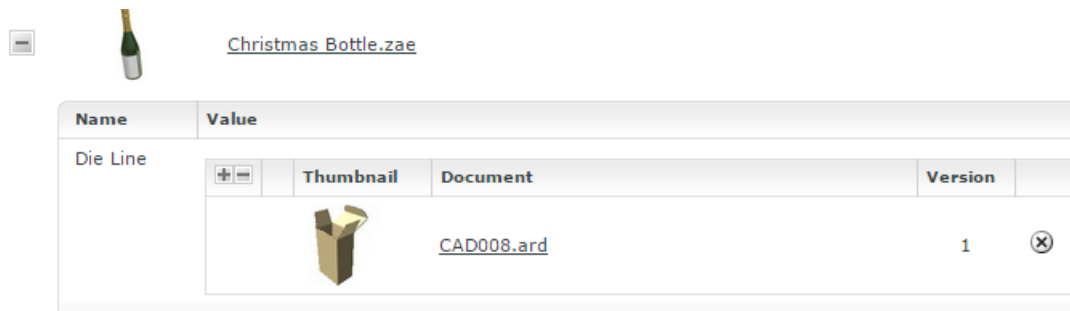 Christmas Bottle.zae
Name Value
Die Line
Thumbnail Document Version
CAD008.ard 1